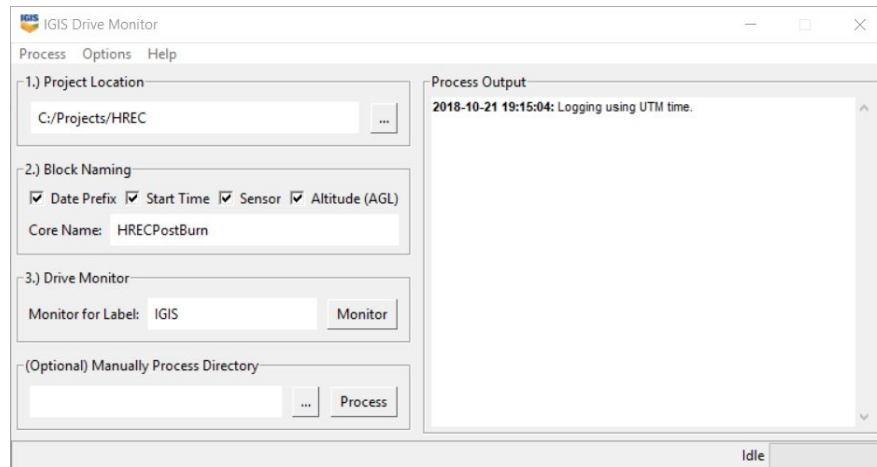 IGIS IGIS Drive Monitor
Process Options Help
1.) Project Location
C:/Projects/HREC
...
2.) Block Naming
Date Prefix Start Time Sensor Altitude (AGL)
Core Name: HRECPostBurn
3.) Drive Monitor
Monitor for Label: IGIS Monitor
(Optional) Manually Process Directory
... Process
Process Output
2018-10-21 19:15:04: Logging using UTM time.
Idle